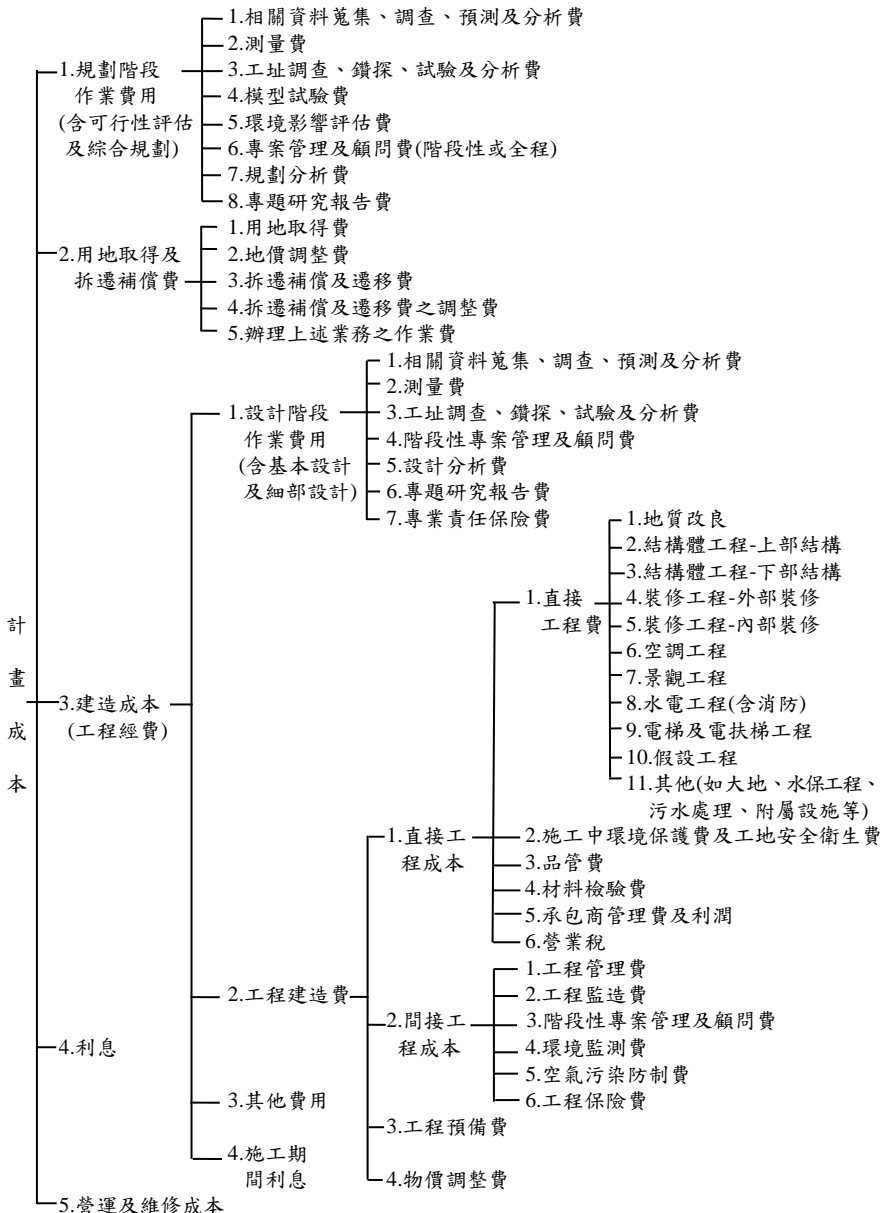 計畫成本
1.規劃階段
作業費用
(含可行性評估
及綜合規劃)
1.相關資料蒐集、調查、預測及分析費
2.測量費
3.工址調查、鑽探、試驗及分析費
4.模型試驗費
5.環境影響評估費
6.專案管理及顧問費(階段性或全程)
7.規劃分析費
8.專題研究報告費
2.用地取得及
拆遷補償費
1.用地取得費
2.地價調整費
3.拆遷補償及遷移費
4.拆遷補償及遷移費之調整費
5.辦理上述業務之作業費
3.建造成本
(工程經費)
1.設計階段
作業費用
(含基本設計
及細部設計)
1.相關資料蒐集、調查、預測及分析費
2.測量費
3.工址調查、鑽探、試驗及分析費
4.階段性專案管理及顧問費
5.設計分析費
6.專題研究報告費
7.專業責任保險費
2.工程建造費
1.直接工
程成本
1.直接
工程費
1.地質改良
2.結構體工程-上部結構
3.結構體工程-下部結構
4.裝修工程-外部裝修
5.裝修工程-內部裝修
6.空調工程
7.景觀工程
8.水電工程(含消防)
9.電梯及電扶梯工程
10.假設工程
11.其他(如大地、水保工程、
污水處理、附屬設施等)
2.施工中環境保護費及工地安全衛生費
3.品管費
4.材料檢驗費
5.承包商管理費及利潤
6.營業稅
2.間接工
程成本
1.工程管理費
2.工程監造費
3.階段性專案管理及顧問費
4.環境監測費
5.空氣污染防制費
6.工程保險費
3.工程預備費
4.物價調整費
3.其他費用
4.施工期
間利息
4.利息
5.營運及維修成本